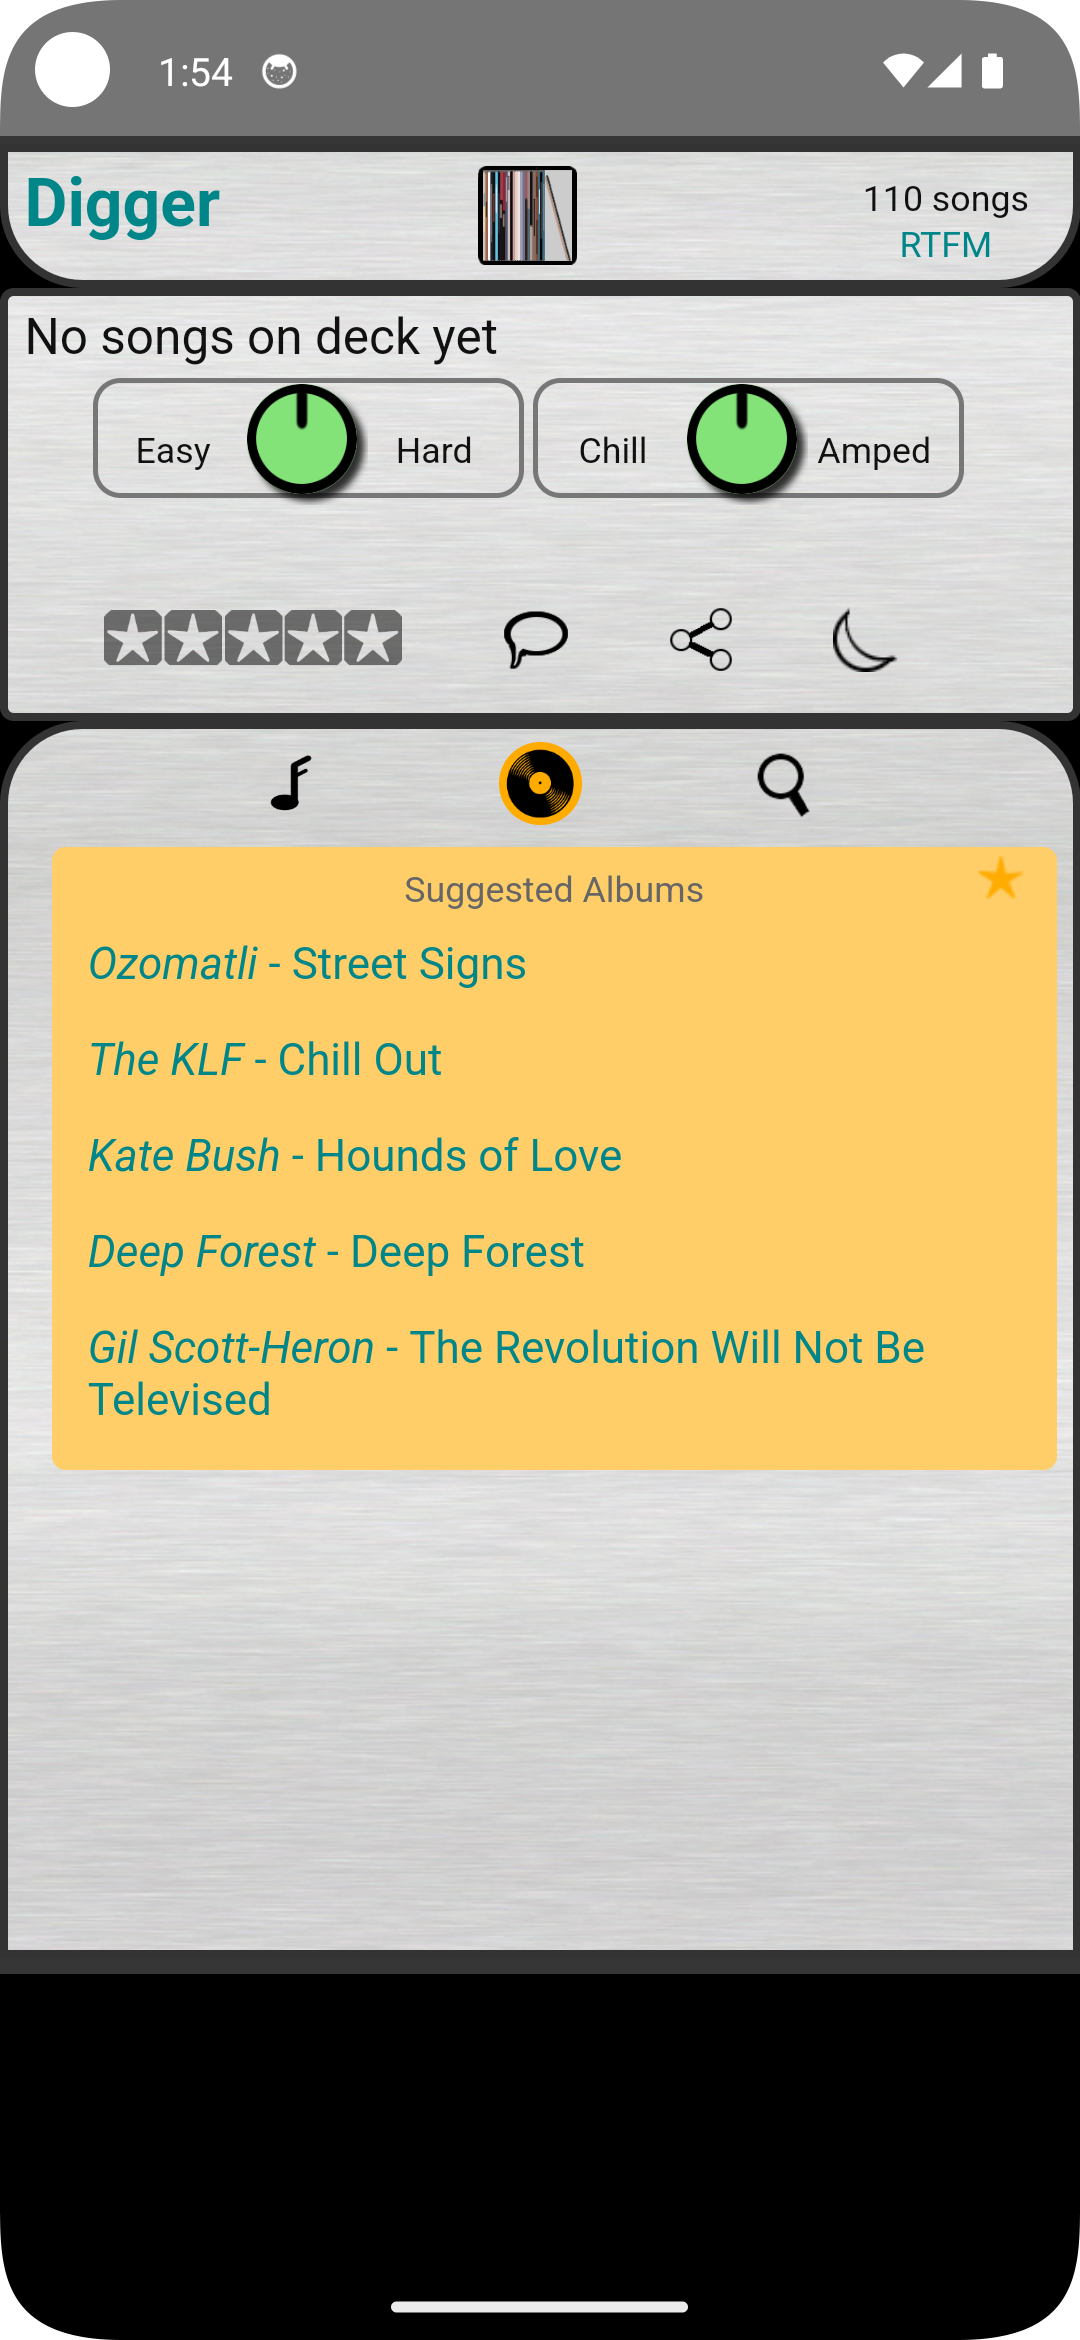 1:54
Digger
110 songs
RTFM
No songs on deck yet
Easy
Hard
Chill
Amped
Suggested Albums
Ozomatli - Street Signs
The KLF - Chill Out
Kate Bush - Hounds of Love
Deep Forest - Deep Forest
Gil Scott-Heron - The Revolution Will Not Be
Televised